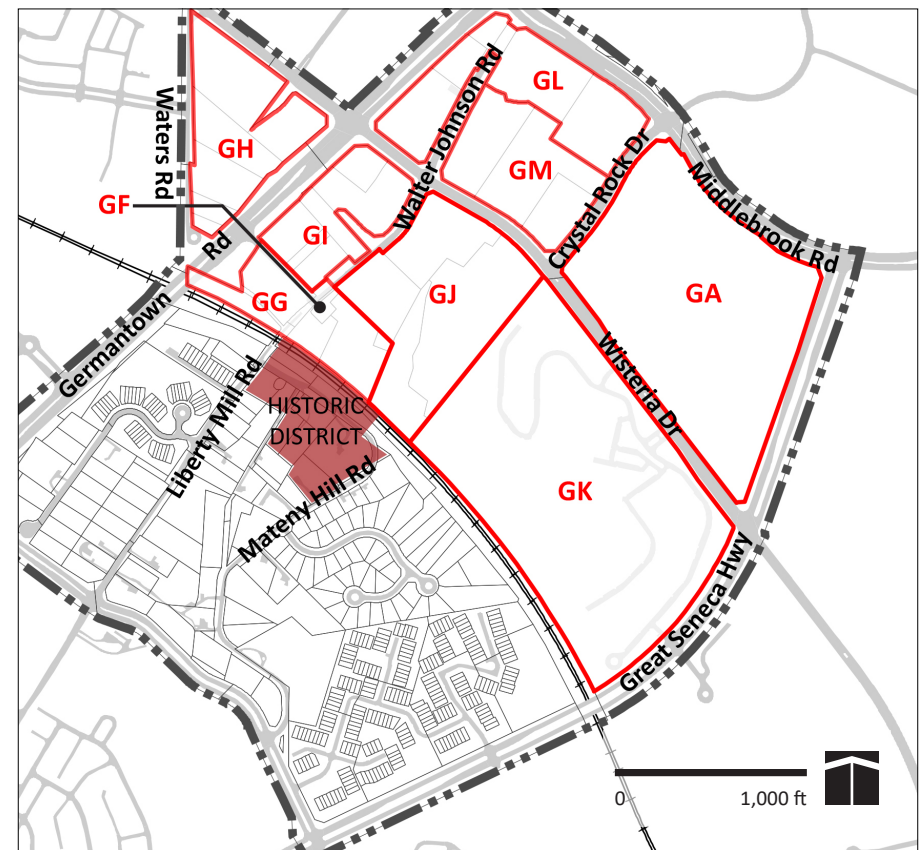 GL
Walter Johnson Rd
Waters Rd
GH
GM
Crystal Rock Dr
Middlebrook Rd
GF
GI
Rd
Germantown
GG
GJ
GA
Wisteria Dr
Liberty Mill Rd
HISTORIC
DISTRICT
Mateny Hill Rd
GK
Great Seneca Hwy
0
1,000 ft